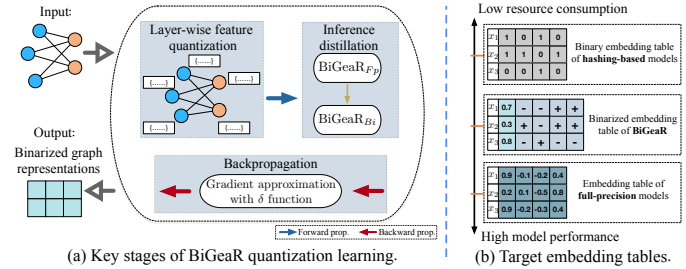 Input:
Layer-wise feature
quantization
{......}
{......}
{......}
{......}
{......}
Inference
distillation
BiGeaR_Fp
BiGeaR_Bi
Output:
Binarized graph
representations
Backpropagation
Gradient approximation
with δ function
Forward prop.
Backward prop.
(a) Key stages of BiGeaR quantization learning.
Low resource consumption
x1 1 0 1 0
x2 1 1 0 1
x3 0 0 1 0
Binary embedding table
of hashing-based models
x1 0.7 - - + +
x2 0.3 + - + +
x3 0.8 - + - -
Binarized embedding
table of BiGeaR
x1 0.9 -0.1 -0.2 0.4
x2 0.2 0.1 -0.5 0.8
x3 0.9 -0.2 -0.3 0.4
Embedding table of
full-precision models
High model performance
(b) Target embedding tables.